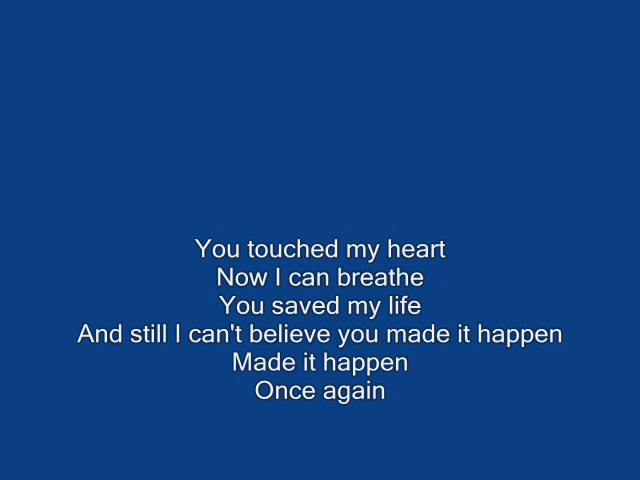 You touched my heart
Now I can breathe
You saved my life
And still I can't believe you made it happen
Made it happen
Once again